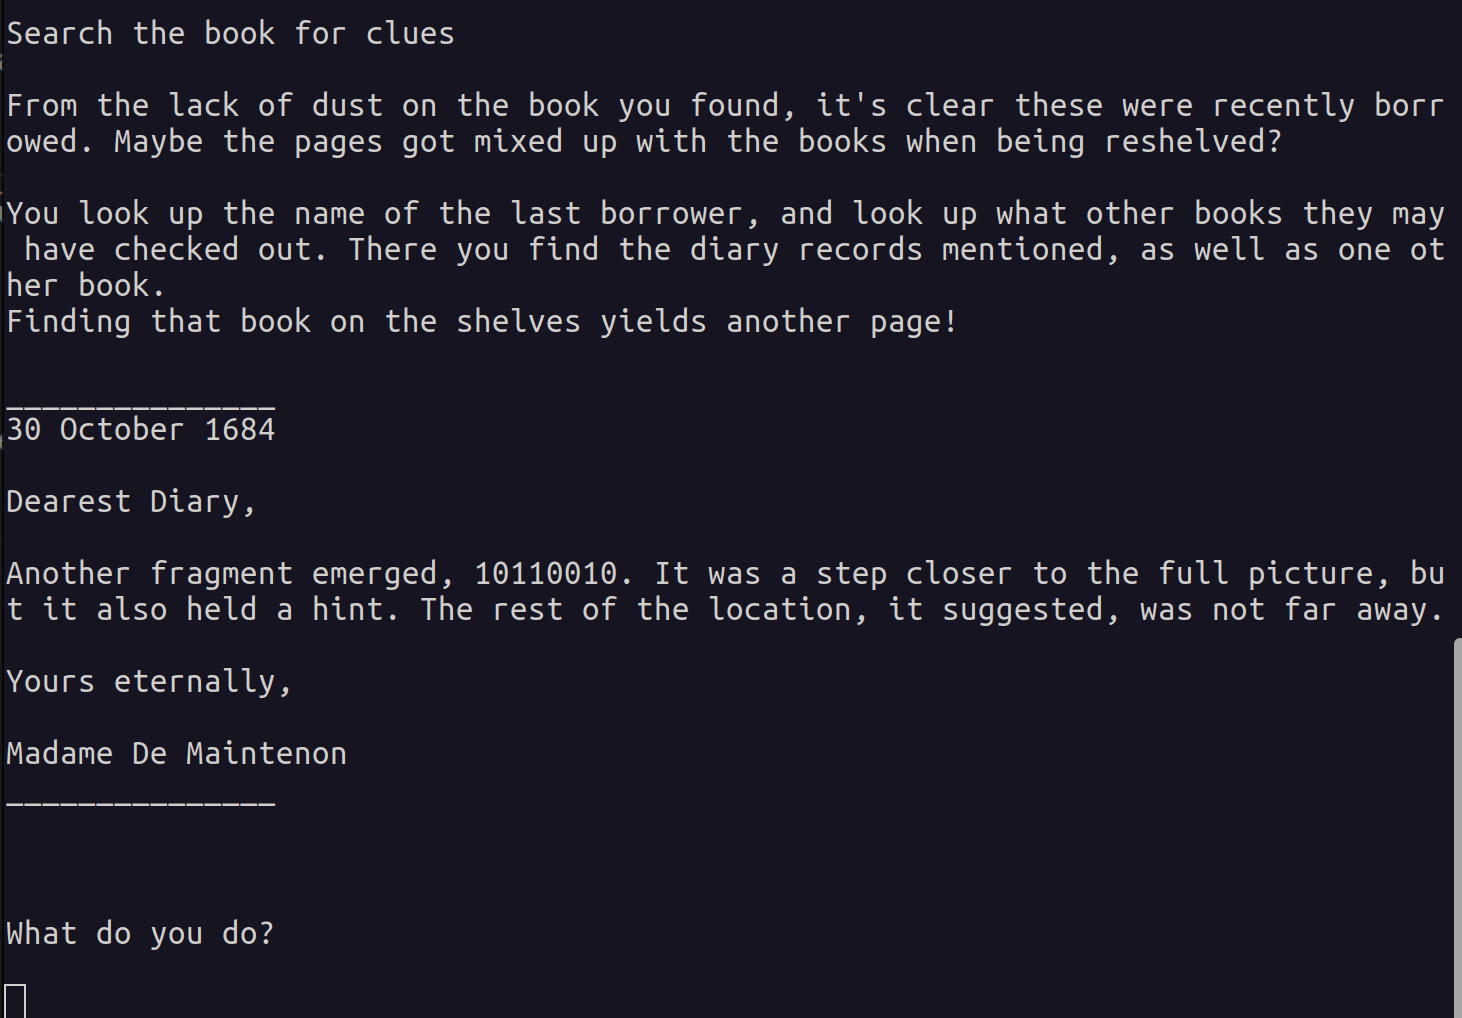 Search the book for clues
From the lack of dust on the book you found, it's clear these were recently borr
owed. Maybe the pages got mixed up with the books when being reshelved?
You look up the name of the last borrower, and look up what other books they may
 have checked out. There you find the diary records mentioned, as well as one ot
her book.
Finding that book on the shelves yields another page!
_______________
30 October 1684
Dearest Diary,
Another fragment emerged, 10110010. It was a step closer to the full picture, bu
t it also held a hint. The rest of the location, it suggested, was not far away.
Yours eternally,
Madame De Maintenon
_______________
What do you do?